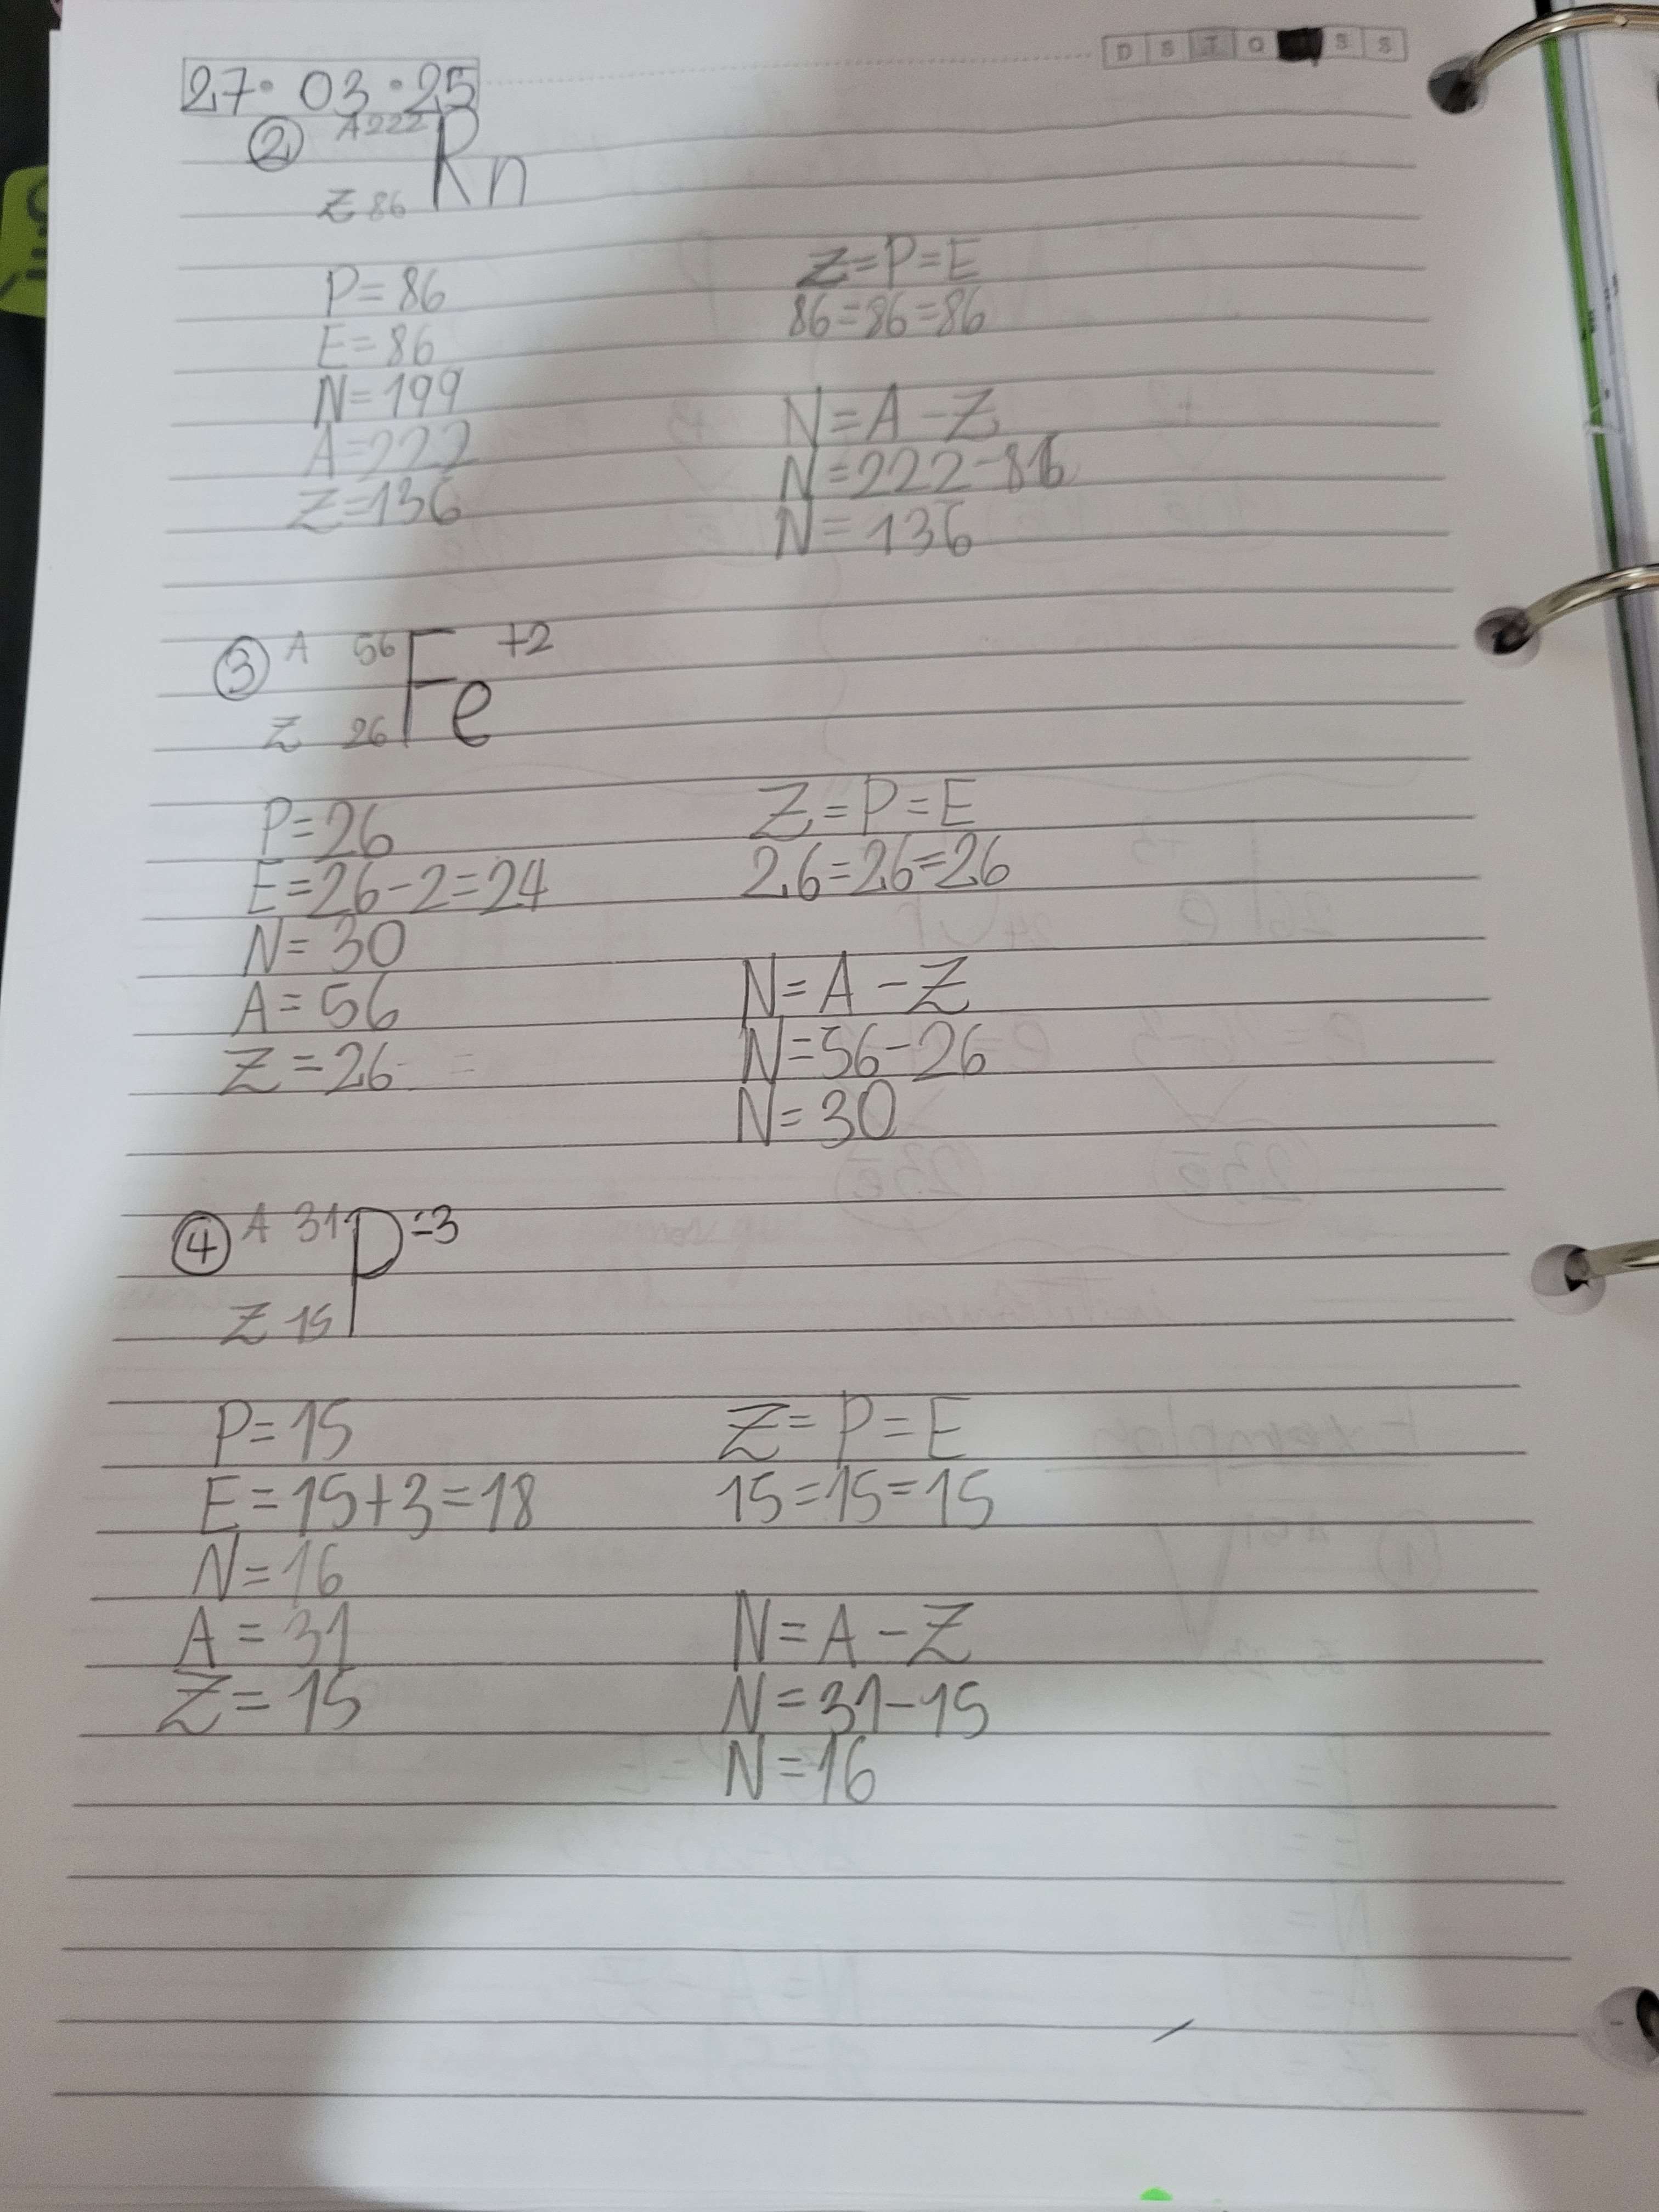 D S T Q S S
27·03·25
② A 222 Rn
Z 86
P=86
E=86
N=199
A=222
Z=136
Z=P=E
86=86=86
N=A-Z
N=222-86
N=136
③ A 56 Fe +2
Z 26
P=26
E=26-2=24
N=30
A=56
Z=26
Z=P=E
26=26=26
N=A-Z
N=56-26
N=30
④ A 31 P -3
Z 15
P=15
E=15+3=18
N=16
A=31
Z=15
Z=P=E
15=15=15
N=A-Z
N=31-15
N=16